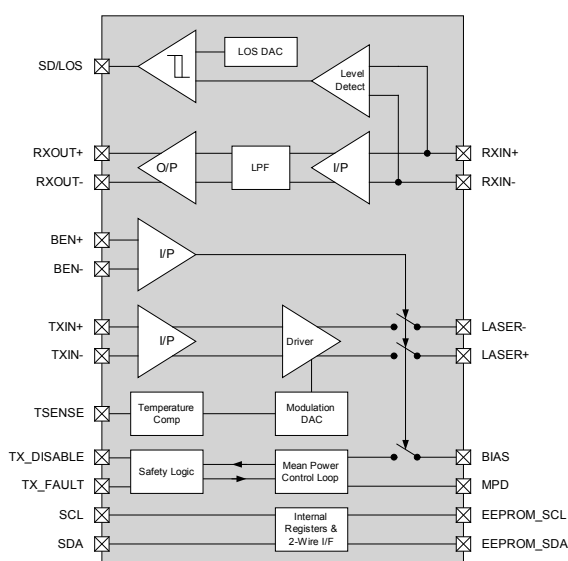 LOS DAC
SD/LOS
Level
Detect
RXOUT+
RXIN+
O/P
LPF
I/P
RXOUT-
RXIN-
BEN+
I/P
BEN-
TXIN+
LASER-
I/P
Driver
TXIN-
LASER+
TSENSE
Temperature
Comp
Modulation
DAC
TX_DISABLE
BIAS
Safety Logic
Mean Power
Control Loop
TX_FAULT
MPD
SCL
Internal
Registers &
2-Wire I/F
EEPROM_SCL
SDA
EEPROM_SDA